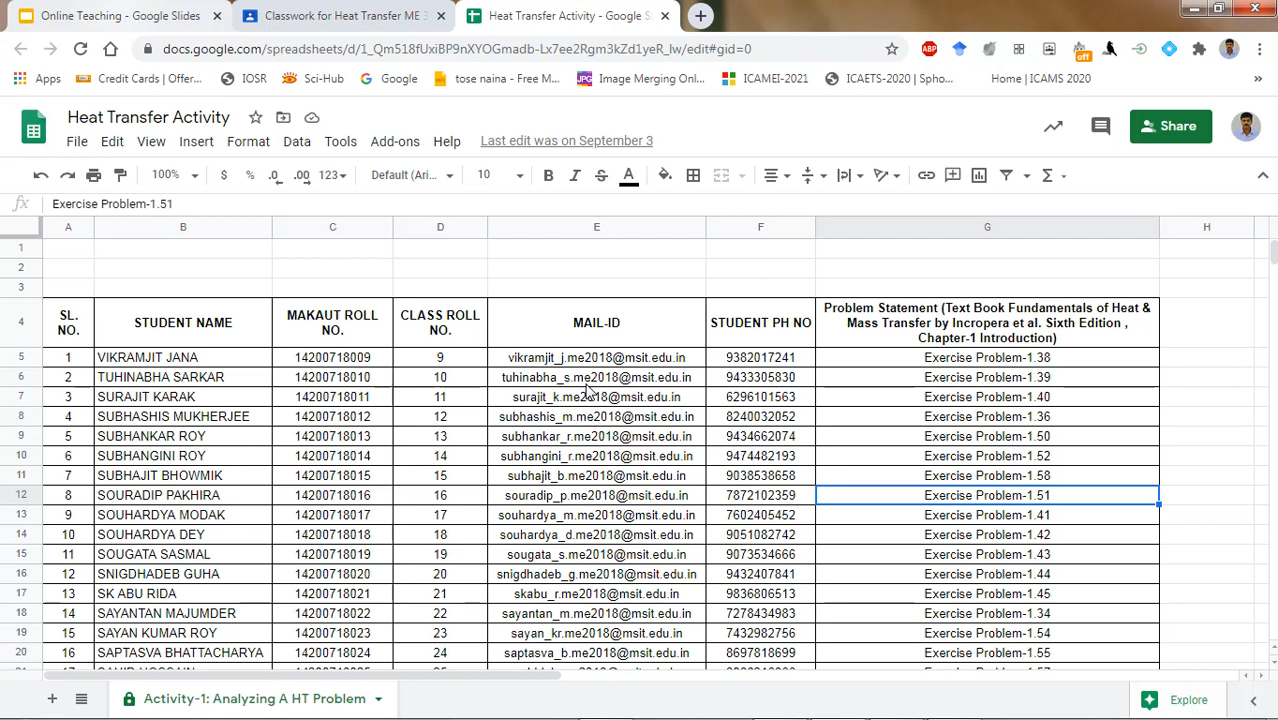 Online Teaching - Google Slides
Classwork for Heat Transfer ME 3
Heat Transfer Activity - Google S
docs.google.com/spreadsheets/d/1_Qm518fUxiBP9nXYOGmadb-Lx7ee2Rgm3kZd1yeR_lw/edit#gid=0
ABP
off
Apps Credit Cards | Offer... IOSR Sci-Hub Google tose naina - Free M... JPG Image Merging Onl... ICAMEI-2021 ICAETS-2020 | Spho... Home | ICAMS 2020
Heat Transfer Activity
File Edit View Insert Format Data Tools Add-ons Help Last edit was on September 3
Share
100% $ % .0 .00 123 Default (Ari... 10 B I S A
fx Exercise Problem-1.51
A B C D E F G H
1
2
3
4 SL. NO. STUDENT NAME MAKAUT ROLL NO. CLASS ROLL NO. MAIL-ID STUDENT PH NO Problem Statement (Text Book Fundamentals of Heat & Mass Transfer by Incropera et al. Sixth Edition , Chapter-1 Introduction)
5 1 VIKRAMJIT JANA 14200718009 9 vikramjit_j.me2018@msit.edu.in 9382017241 Exercise Problem-1.38
6 2 TUHINABHA SARKAR 14200718010 10 tuhinabha_s.me2018@msit.edu.in 9433305830 Exercise Problem-1.39
7 3 SURAJIT KARAK 14200718011 11 surajit_k.me2018@msit.edu.in 6296101563 Exercise Problem-1.40
8 4 SUBHASHIS MUKHERJEE 14200718012 12 subhashis_m.me2018@msit.edu.in 8240032052 Exercise Problem-1.36
9 5 SUBHANKAR ROY 14200718013 13 subhankar_r.me2018@msit.edu.in 9434662074 Exercise Problem-1.50
10 6 SUBHANGINI ROY 14200718014 14 subhangini_r.me2018@msit.edu.in 9474482193 Exercise Problem-1.52
11 7 SUBHAJIT BHOWMIK 14200718015 15 subhajit_b.me2018@msit.edu.in 9038538658 Exercise Problem-1.58
12 8 SOURADIP PAKHIRA 14200718016 16 souradip_p.me2018@msit.edu.in 7872102359 Exercise Problem-1.51
13 9 SOUHARDYA MODAK 14200718017 17 souhardya_m.me2018@msit.edu.in 7602405452 Exercise Problem-1.41
14 10 SOUHARDYA DEY 14200718018 18 souhardya_d.me2018@msit.edu.in 9051082742 Exercise Problem-1.42
15 11 SOUGATA SASMAL 14200718019 19 sougata_s.me2018@msit.edu.in 9073534666 Exercise Problem-1.43
16 12 SNIGDHADEB GUHA 14200718020 20 snigdhadeb_g.me2018@msit.edu.in 9432407841 Exercise Problem-1.44
17 13 SK ABU RIDA 14200718021 21 skabu_r.me2018@msit.edu.in 9836806513 Exercise Problem-1.45
18 14 SAYANTAN MAJUMDER 14200718022 22 sayantan_m.me2018@msit.edu.in 7278434983 Exercise Problem-1.34
19 15 SAYAN KUMAR ROY 14200718023 23 sayan_kr.me2018@msit.edu.in 7432982756 Exercise Problem-1.54
20 16 SAPTASVA BHATTACHARYA 14200718024 24 saptasva_b.me2018@msit.edu.in 8697818699 Exercise Problem-1.55
Activity-1: Analyzing A HT Problem
Explore